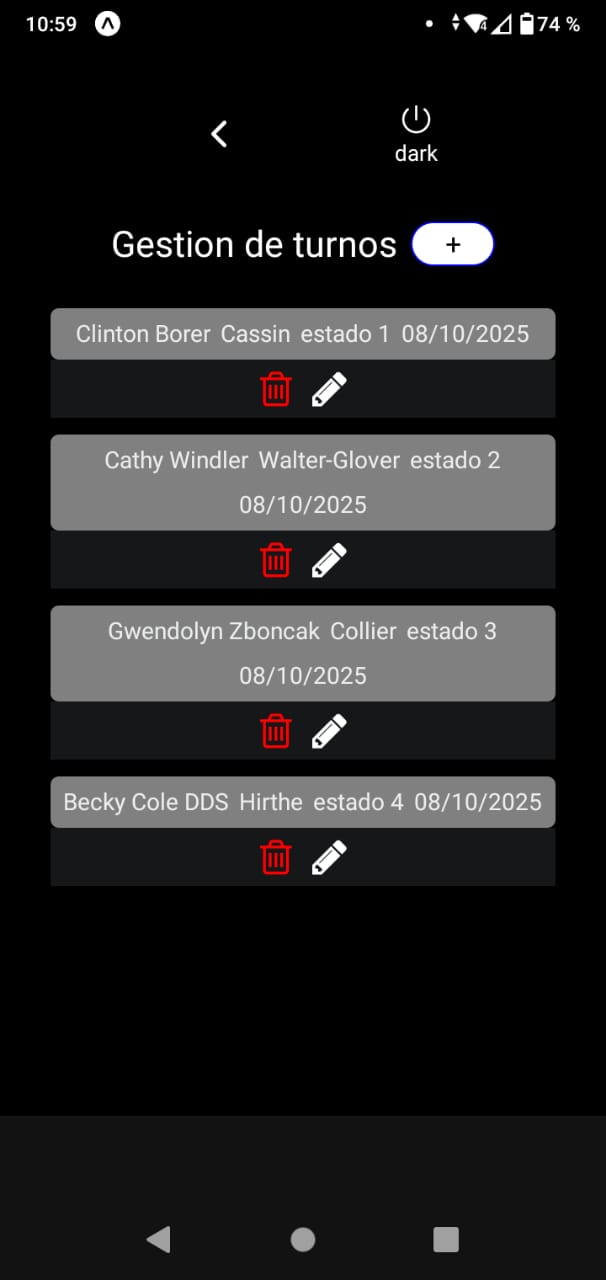 10:59 74 %
dark
Gestion de turnos +
Clinton Borer Cassin estado 1 08/10/2025
Cathy Windler Walter-Glover estado 2
08/10/2025
Gwendolyn Zboncak Collier estado 3
08/10/2025
Becky Cole DDS Hirthe estado 4 08/10/2025